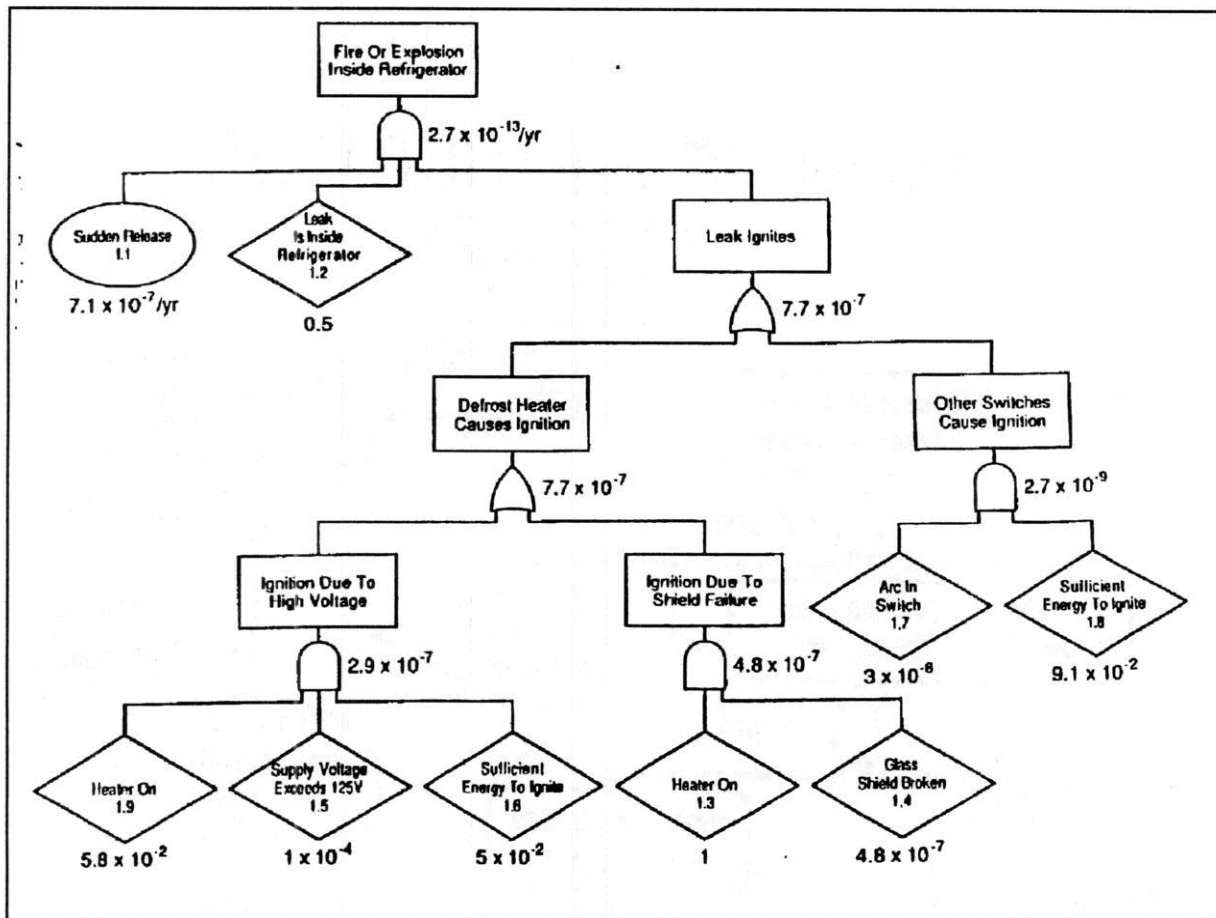 Fire Or Explosion
Inside Refrigerator
2.7 x 10⁻¹³/yr
Sudden Release
1.1
7.1 x 10⁻⁷/yr
Leak
Is Inside
Refrigerator
1.2
0.5
Leak Ignites
7.7 x 10⁻⁷
Defrost Heater
Causes Ignition
7.7 x 10⁻⁷
Other Switches
Cause Ignition
2.7 x 10⁻⁹
Ignition Due To
High Voltage
2.9 x 10⁻⁷
Ignition Due To
Shield Failure
4.8 x 10⁻⁷
Arc In
Switch
1.7
3 x 10⁻⁸
Sufficient
Energy To Ignite
1.8
9.1 x 10⁻²
Heater On
1.9
5.8 x 10⁻²
Supply Voltage
Exceeds 125V
1.5
1 x 10⁻⁴
Sufficient
Energy To Ignite
1.6
5 x 10⁻²
Heater On
1.3
1
Glass
Shield Broken
1.4
4.8 x 10⁻⁷